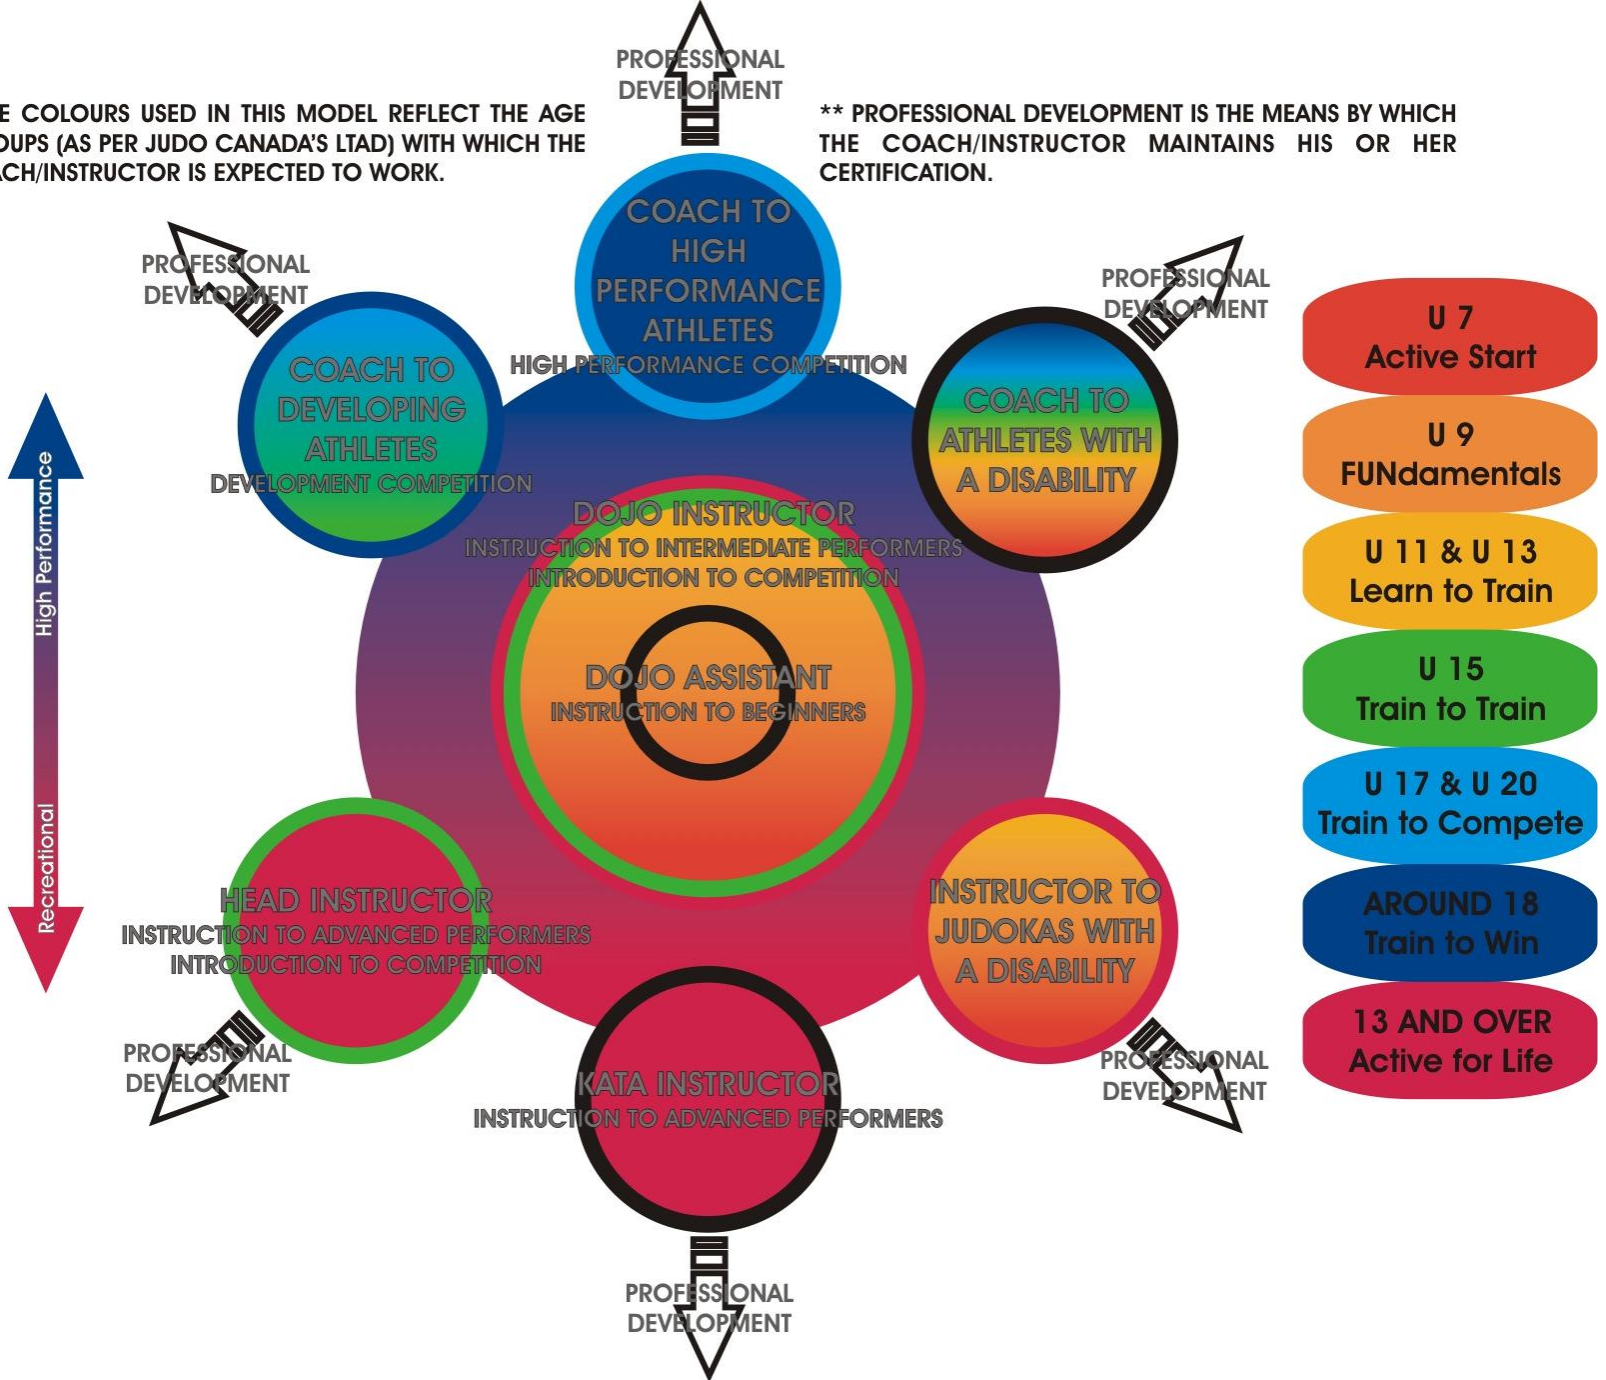 PROFESSIONAL
DEVELOPMENT
COLOURS USED IN THIS MODEL REFLECT THE AGE
(AS PER JUDO CANADA'S LTAD) WITH WHICH THE
IS EXPECTED TO WORK.
** PROFESSIONAL DEVELOPMENT IS THE MEANS BY WHICH
THE COACH/INSTRUCTOR MAINTAINS HIS OR HER
CERTIFICATION.
COACH TO
HIGH
PERFORMANCE
ATHLETES
HIGH PERFORMANCE COMPETITION
PROFESSIONAL
DEVELOPMENT
COACH TO
DEVELOPING
ATHLETES
DEVELOPMENT COMPETITION
PROFESSIONAL
DEVELOPMENT
COACH TO
ATHLETES WITH
A DISABILITY
DOJO INSTRUCTOR
INSTRUCTION TO INTERMEDIATE PERFORMERS
INTRODUCTION TO COMPETITION
DOJO ASSISTANT
INSTRUCTION TO BEGINNERS
High Performance
Recreational
HEAD INSTRUCTOR
INSTRUCTION TO ADVANCED PERFORMERS
INTRODUCTION TO COMPETITION
PROFESSIONAL
DEVELOPMENT
INSTRUCTOR TO
JUDOKAS WITH
A DISABILITY
PROFESSIONAL
DEVELOPMENT
KATA INSTRUCTOR
INSTRUCTION TO ADVANCED PERFORMERS
PROFESSIONAL
DEVELOPMENT
U 7
Active Start
U 9
FUNdamentals
U 11 & U 13
Learn to Train
U 15
Train to Train
U 17 & U 20
Train to Compete
AROUND 18
Train to Win
13 AND OVER
Active for Life